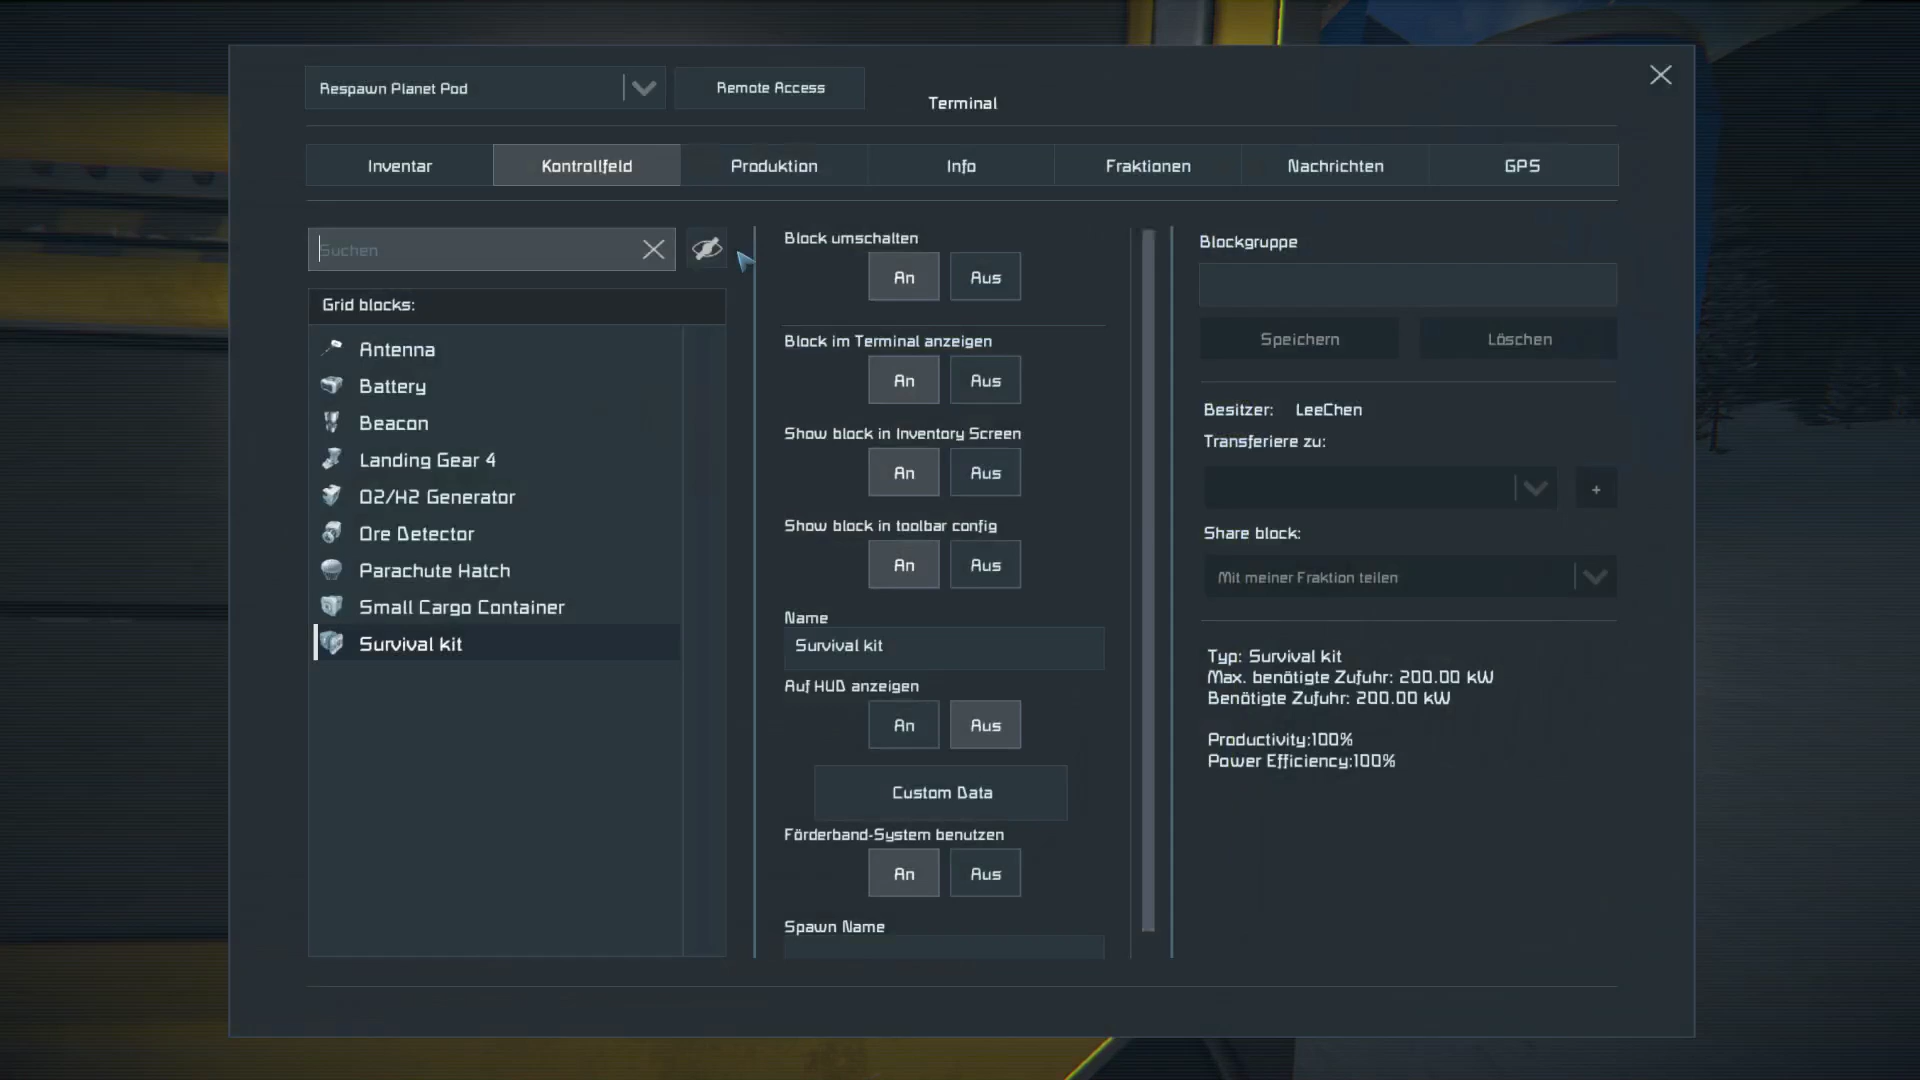 Respawn Planet Pod
Remote Access
Terminal
Inventar
Kontrollfeld
Produktion
Info
Fraktionen
Nachrichten
GPS
Suchen
Grid blocks:
Antenna
Battery
Beacon
Landing Gear 4
O2/H2 Generator
Ore Detector
Parachute Hatch
Small Cargo Container
Survival kit
Block umschalten
An Aus
Block im Terminal anzeigen
An Aus
Show block in Inventory Screen
An Aus
Show block in toolbar config
An Aus
Name
Survival kit
Auf HUD anzeigen
An Aus
Custom Data
Förderband-System benutzen
An Aus
Spawn Name
Blockgruppe
Speichern Löschen
Besitzer: LeeChen
Transferiere zu:
+
Share block:
Mit meiner Fraktion teilen
Typ: Survival kit
Max. benötigte Zufuhr: 200.00 kW
Benötigte Zufuhr: 200.00 kW
Productivity:100%
Power Efficiency:100%